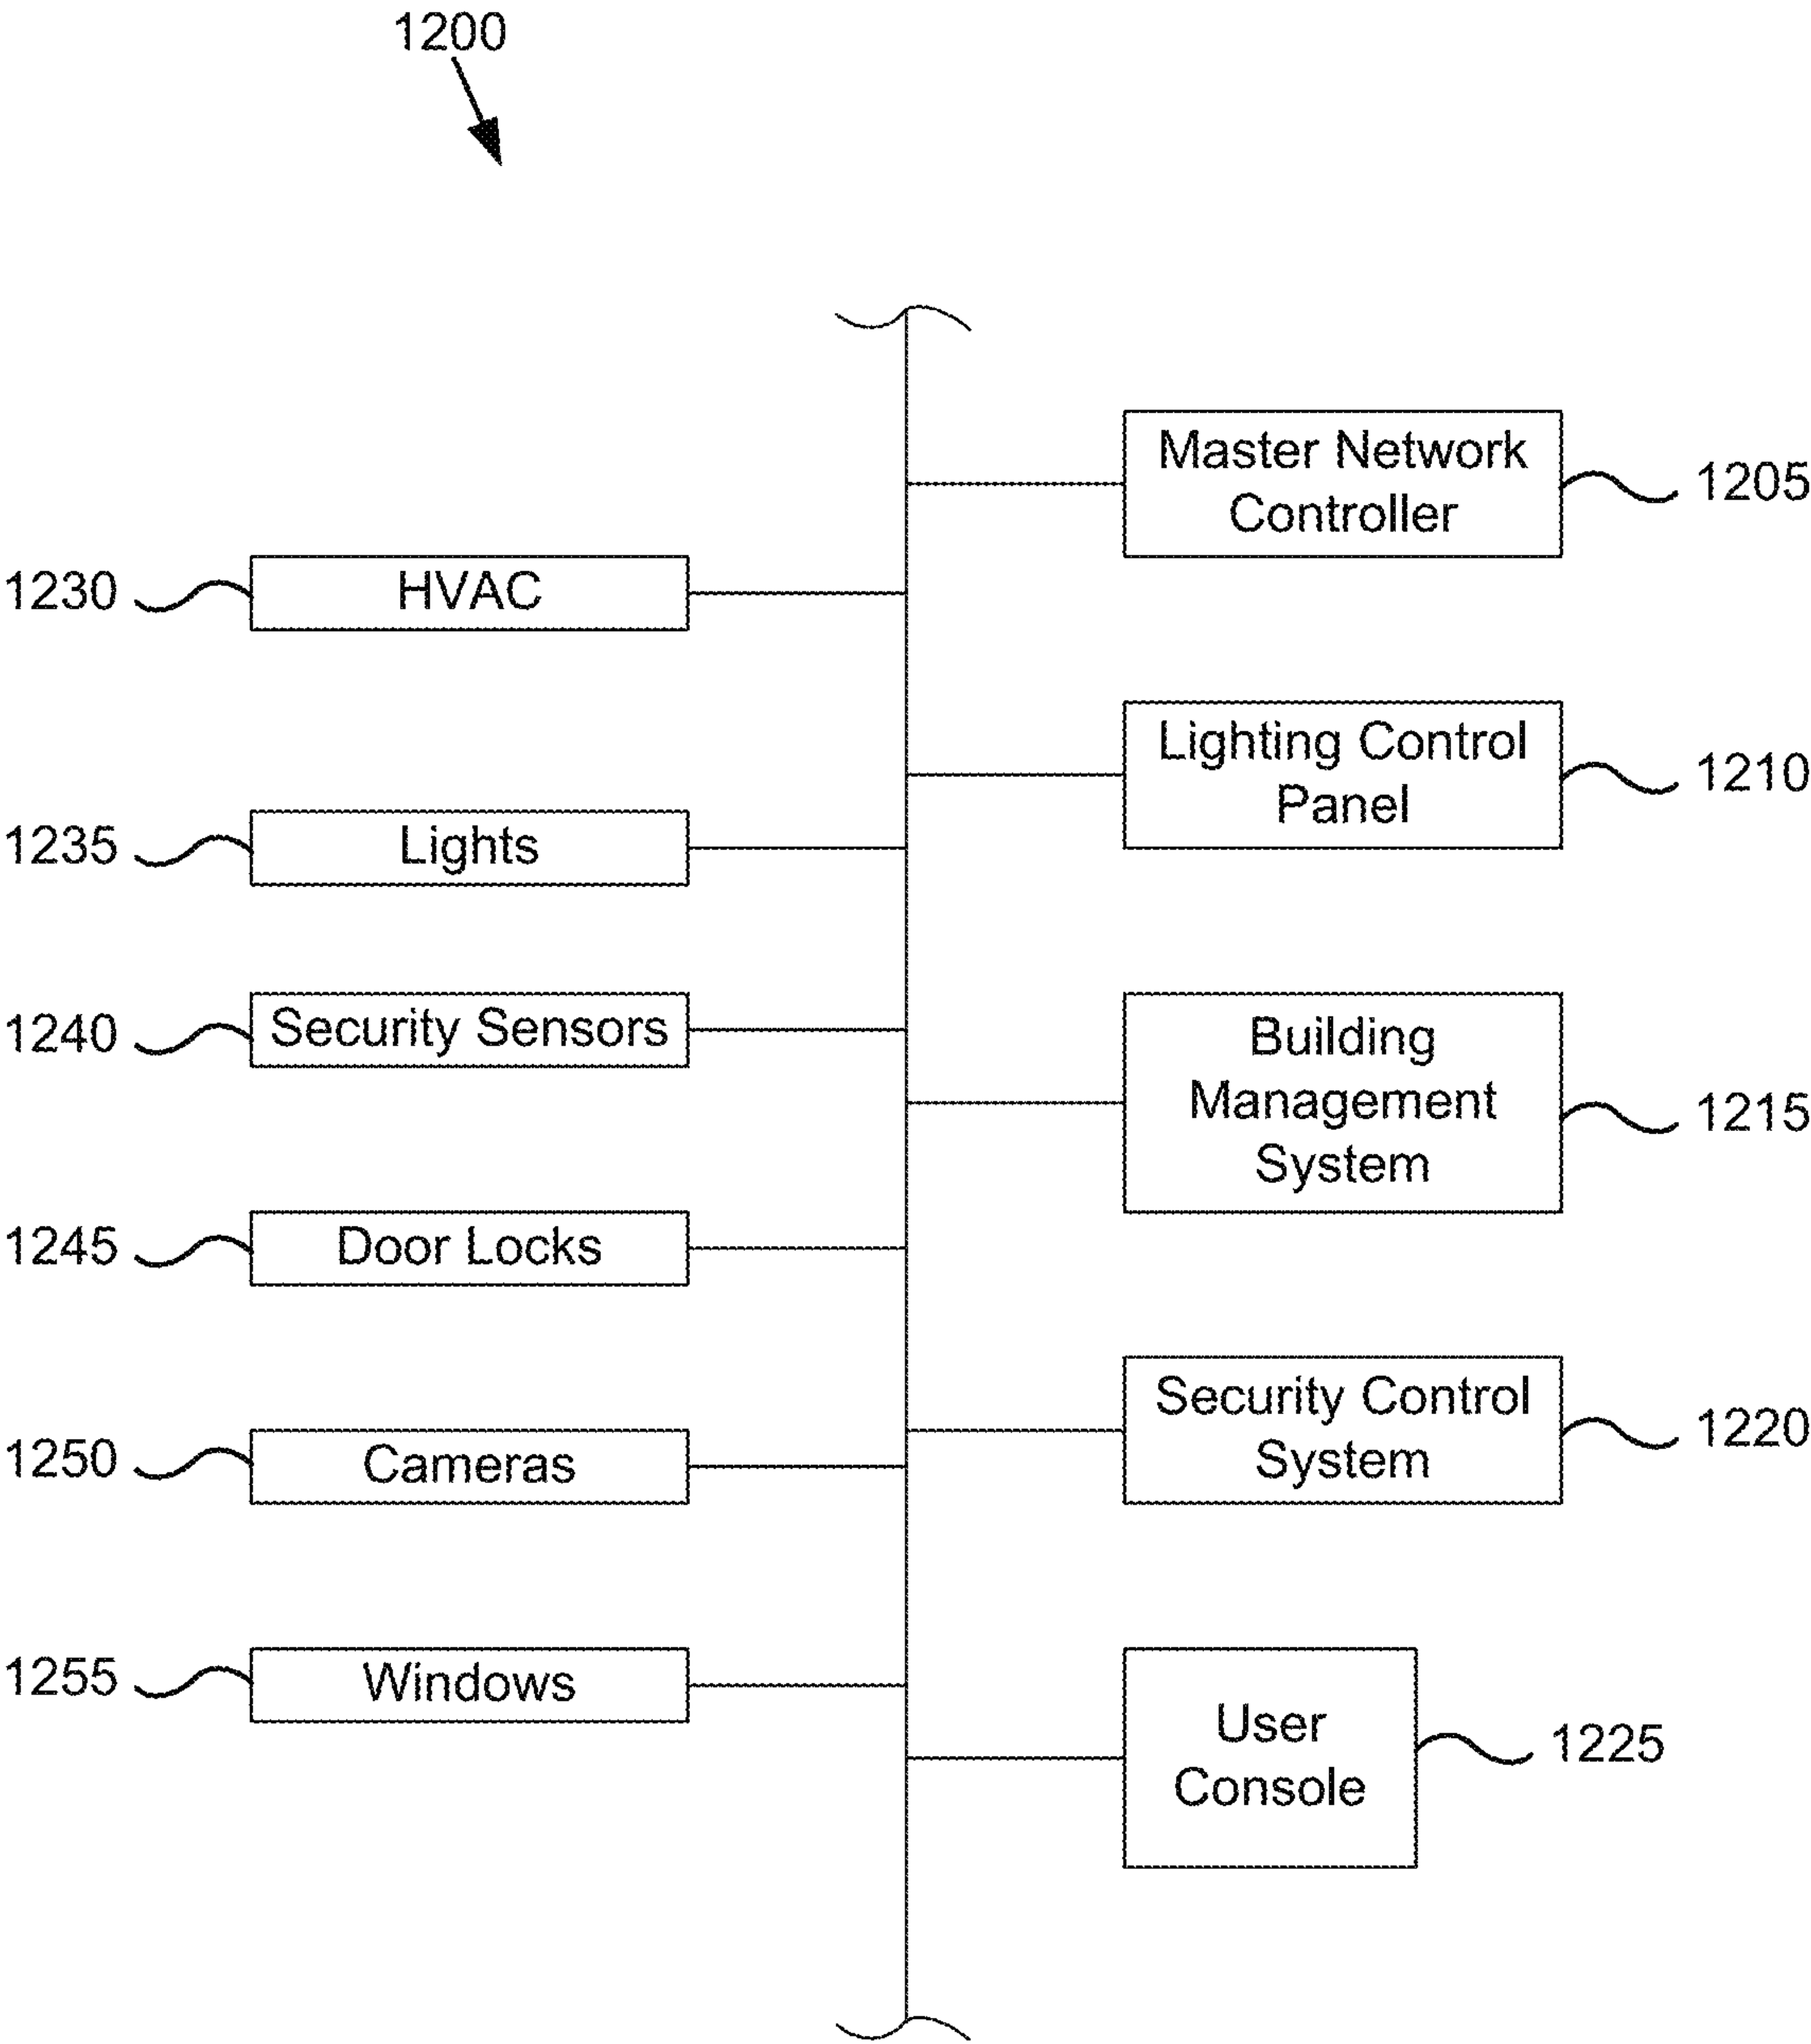 1200
Master Network
Controller
1205
1230
HVAC
Lighting Control
Panel
1210
1235
Lights
1240
Security Sensors
Building
Management
System
1215
1245
Door Locks
Security Control
System
1220
1250
Cameras
1255
Windows
User
Console
1225